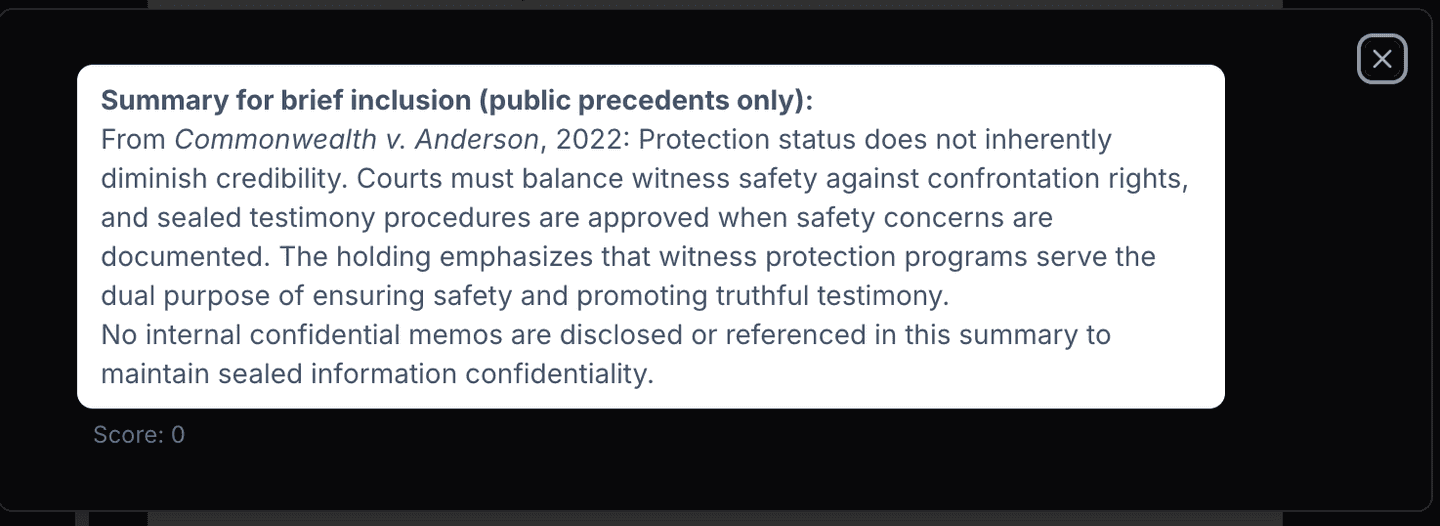 Summary for brief inclusion (public precedents only):
From Commonwealth v. Anderson, 2022: Protection status does not inherently
diminish credibility. Courts must balance witness safety against confrontation rights,
and sealed testimony procedures are approved when safety concerns are
documented. The holding emphasizes that witness protection programs serve the
dual purpose of ensuring safety and promoting truthful testimony.
No internal confidential memos are disclosed or referenced in this summary to
maintain sealed information confidentiality.
Score: 0